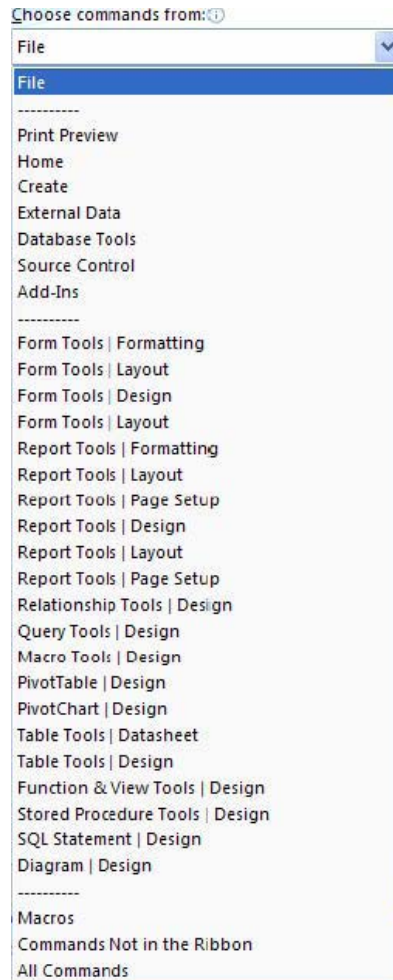 Choose commands from:
File
File
----------
Print Preview
Home
Create
External Data
Database Tools
Source Control
Add-Ins
----------
Form Tools | Formatting
Form Tools | Layout
Form Tools | Design
Form Tools | Layout
Report Tools | Formatting
Report Tools | Layout
Report Tools | Page Setup
Report Tools | Design
Report Tools | Layout
Report Tools | Page Setup
Relationship Tools | Design
Query Tools | Design
Macro Tools | Design
PivotTable | Design
PivotChart | Design
Table Tools | Datasheet
Table Tools | Design
Function & View Tools | Design
Stored Procedure Tools | Design
SQL Statement | Design
Diagram | Design
----------
Macros
Commands Not in the Ribbon
All Commands